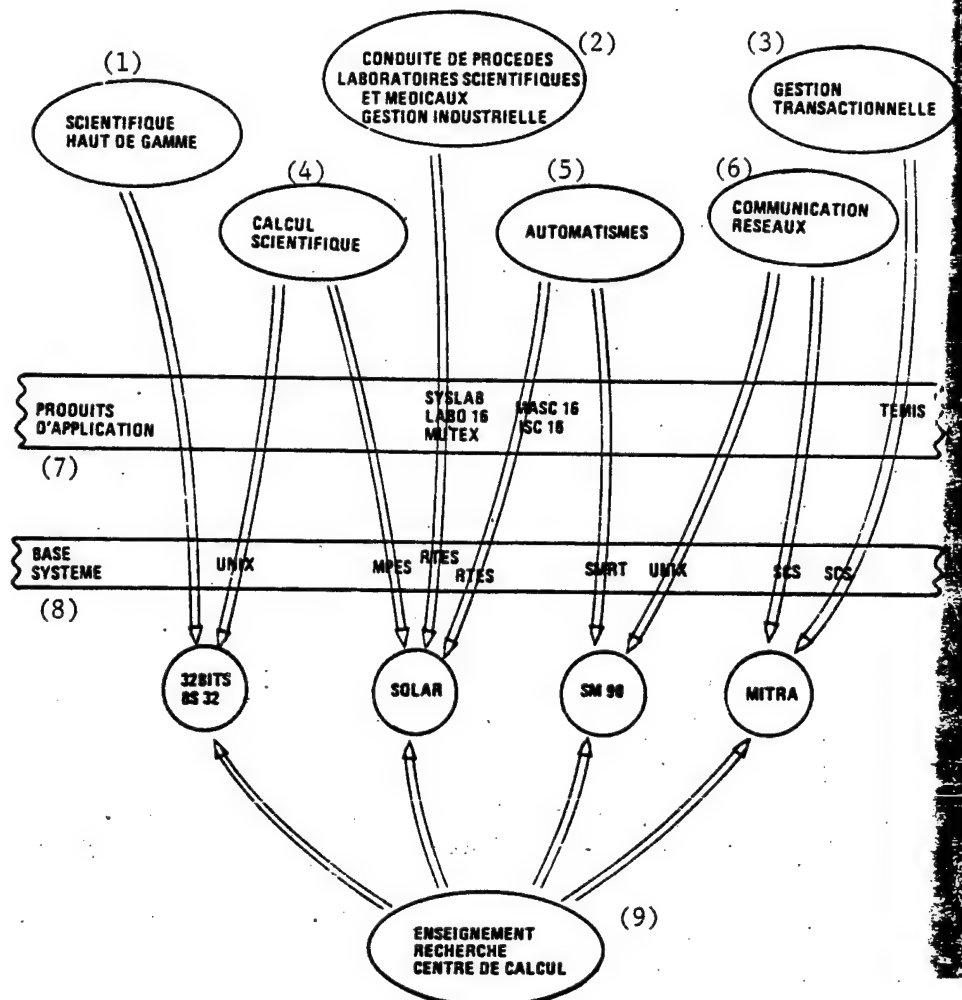 (1)
SCIENTIFIQUE
HAUT DE GAMME
(2)
CONDUITE DE PROCEDES
LABORATOIRES SCIENTIFIQUES
ET MEDICAUX
GESTION INDUSTRIELLE
(3)
GESTION
TRANSACTIONNELLE
(4)
CALCUL
SCIENTIFIQUE
(5)
AUTOMATISMES
(6)
COMMUNICATION
RESEAUX
PRODUITS
D'APPLICATION
(7)
SYSLAB
LABO 16
MUTEX
MASC 16
ISC 16
TEMIS
BASE
SYSTEME
(8)
UNIX
MPES
RTES
RTES
SMRT
UNIX
SCS
SCS
32BITS
BS 32
SOLAR
SM 90
MITRA
(9)
ENSEIGNEMENT
RECHERCHE
CENTRE DE CALCUL